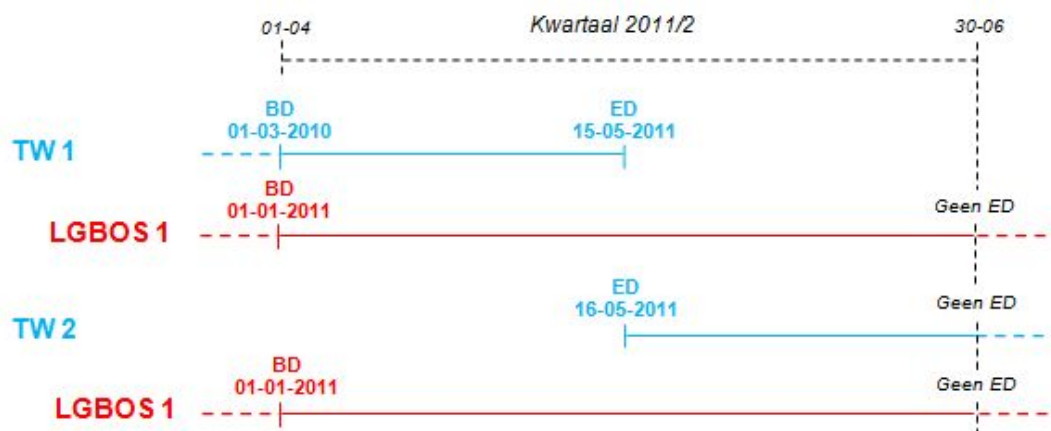 01-04 Kwartaal 2011/2 30-06
BD ED
01-03-2010 15-05-2011
TW 1
BD
01-01-2011 Geen ED
LGBOS 1
ED
16-05-2011 Geen ED
TW 2
BD
01-01-2011 Geen ED
LGBOS 1